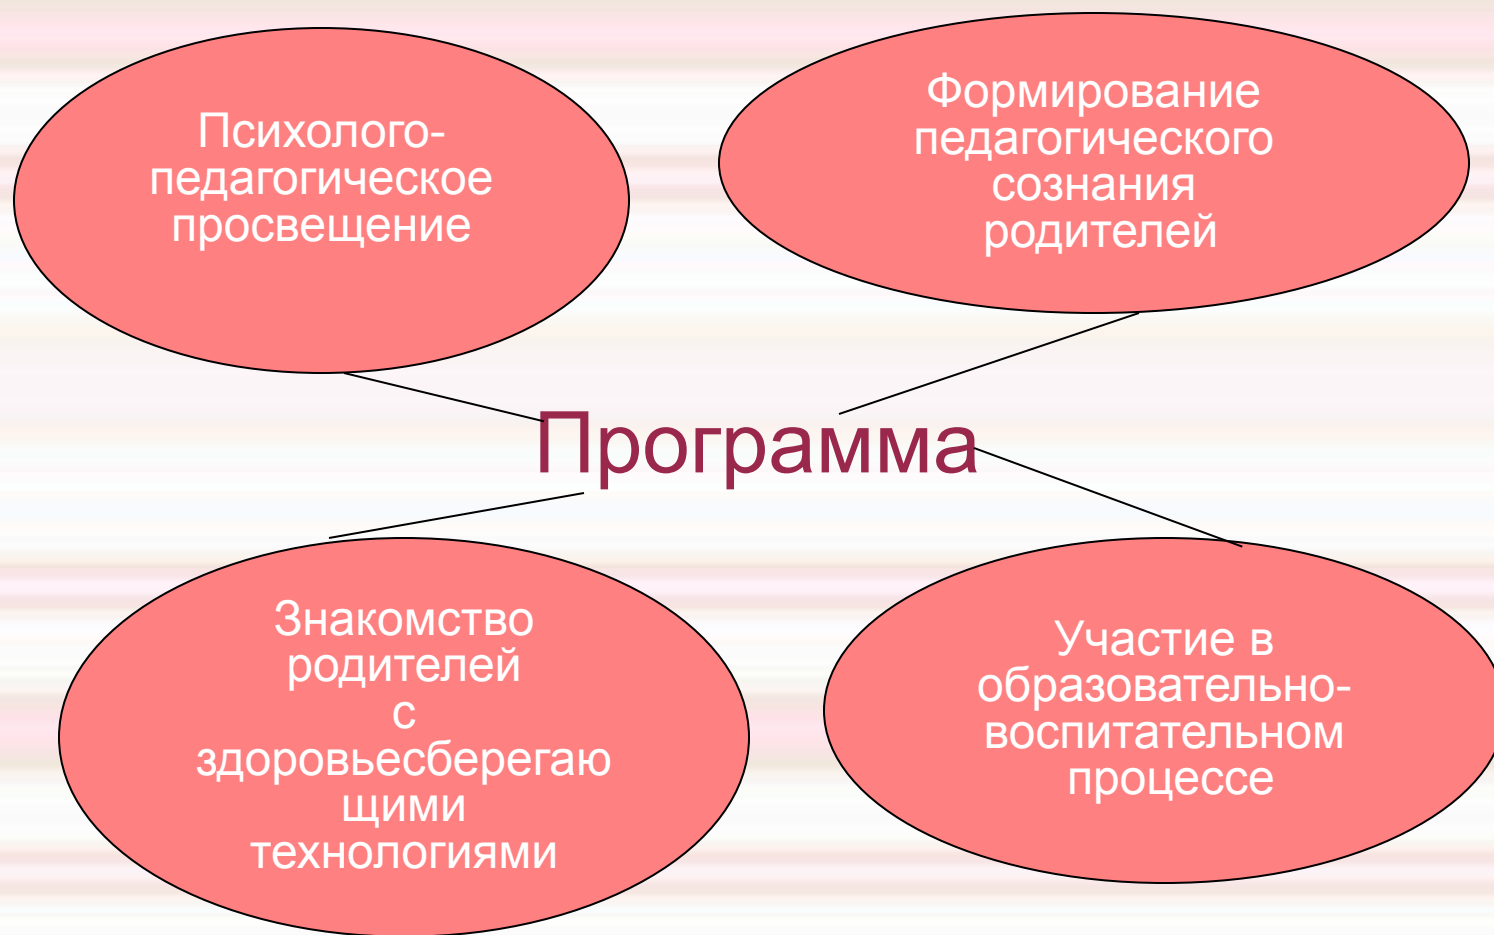 Психолого-
педагогическое
просвещение
Формирование
педагогического
сознания
родителей
Программа
Знакомство
родителей
с
здоровьесберегаю
щими
технологиями
Участие в
образовательно-
воспитательном
процессе